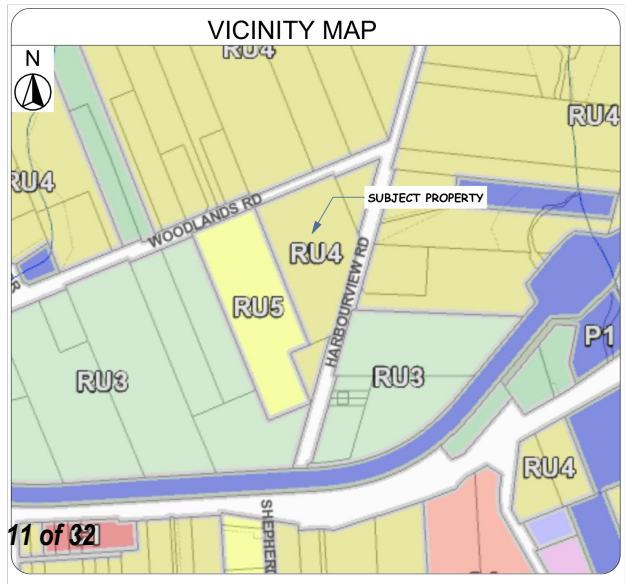 VICINITY MAP
N
RU4
RU4
RU4
SUBJECT PROPERTY
WOODLANDS RD
RU4
HARBOURVIEW RD
RU5
P1
RU3
RU3
RU4
SHEPHERD
11 of 32